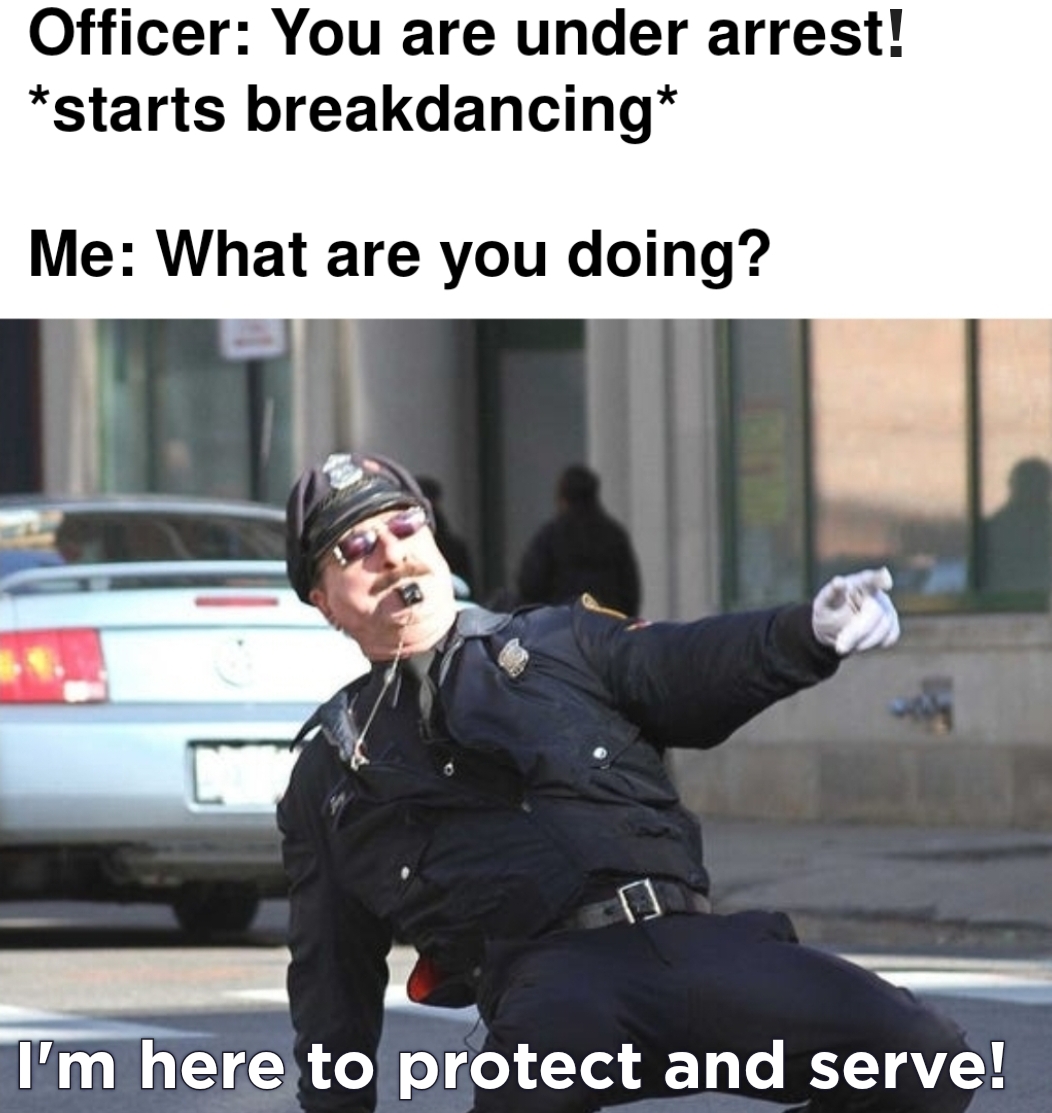 Officer: You are under arrest!
*starts breakdancing*
Me: What are you doing?
I'm here to protect and serve!